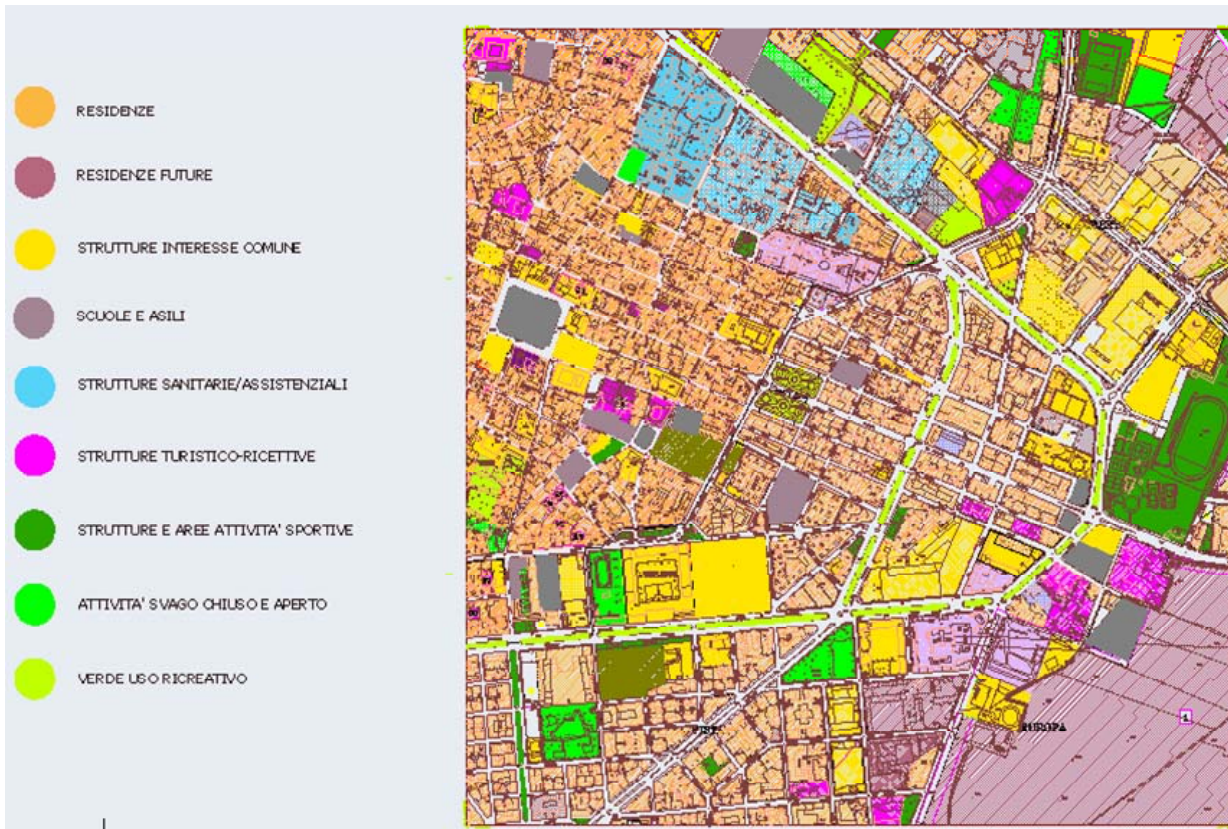 RESIDENZE
RESIDENZE FUTURE
STRUTTURE INTERESSE COMUNE
SCUOLE E ASILI
STRUTTURE SANITARIE/ASSISTENZIALI
STRUTTURE TURISTICO-RICETTIVE
STRUTTURE E AREE ATTIVITA' SPORTIVE
ATTIVITA' SVAGO CHIUSO E APERTO
VERDE USO RICREATIVO
EUROPA